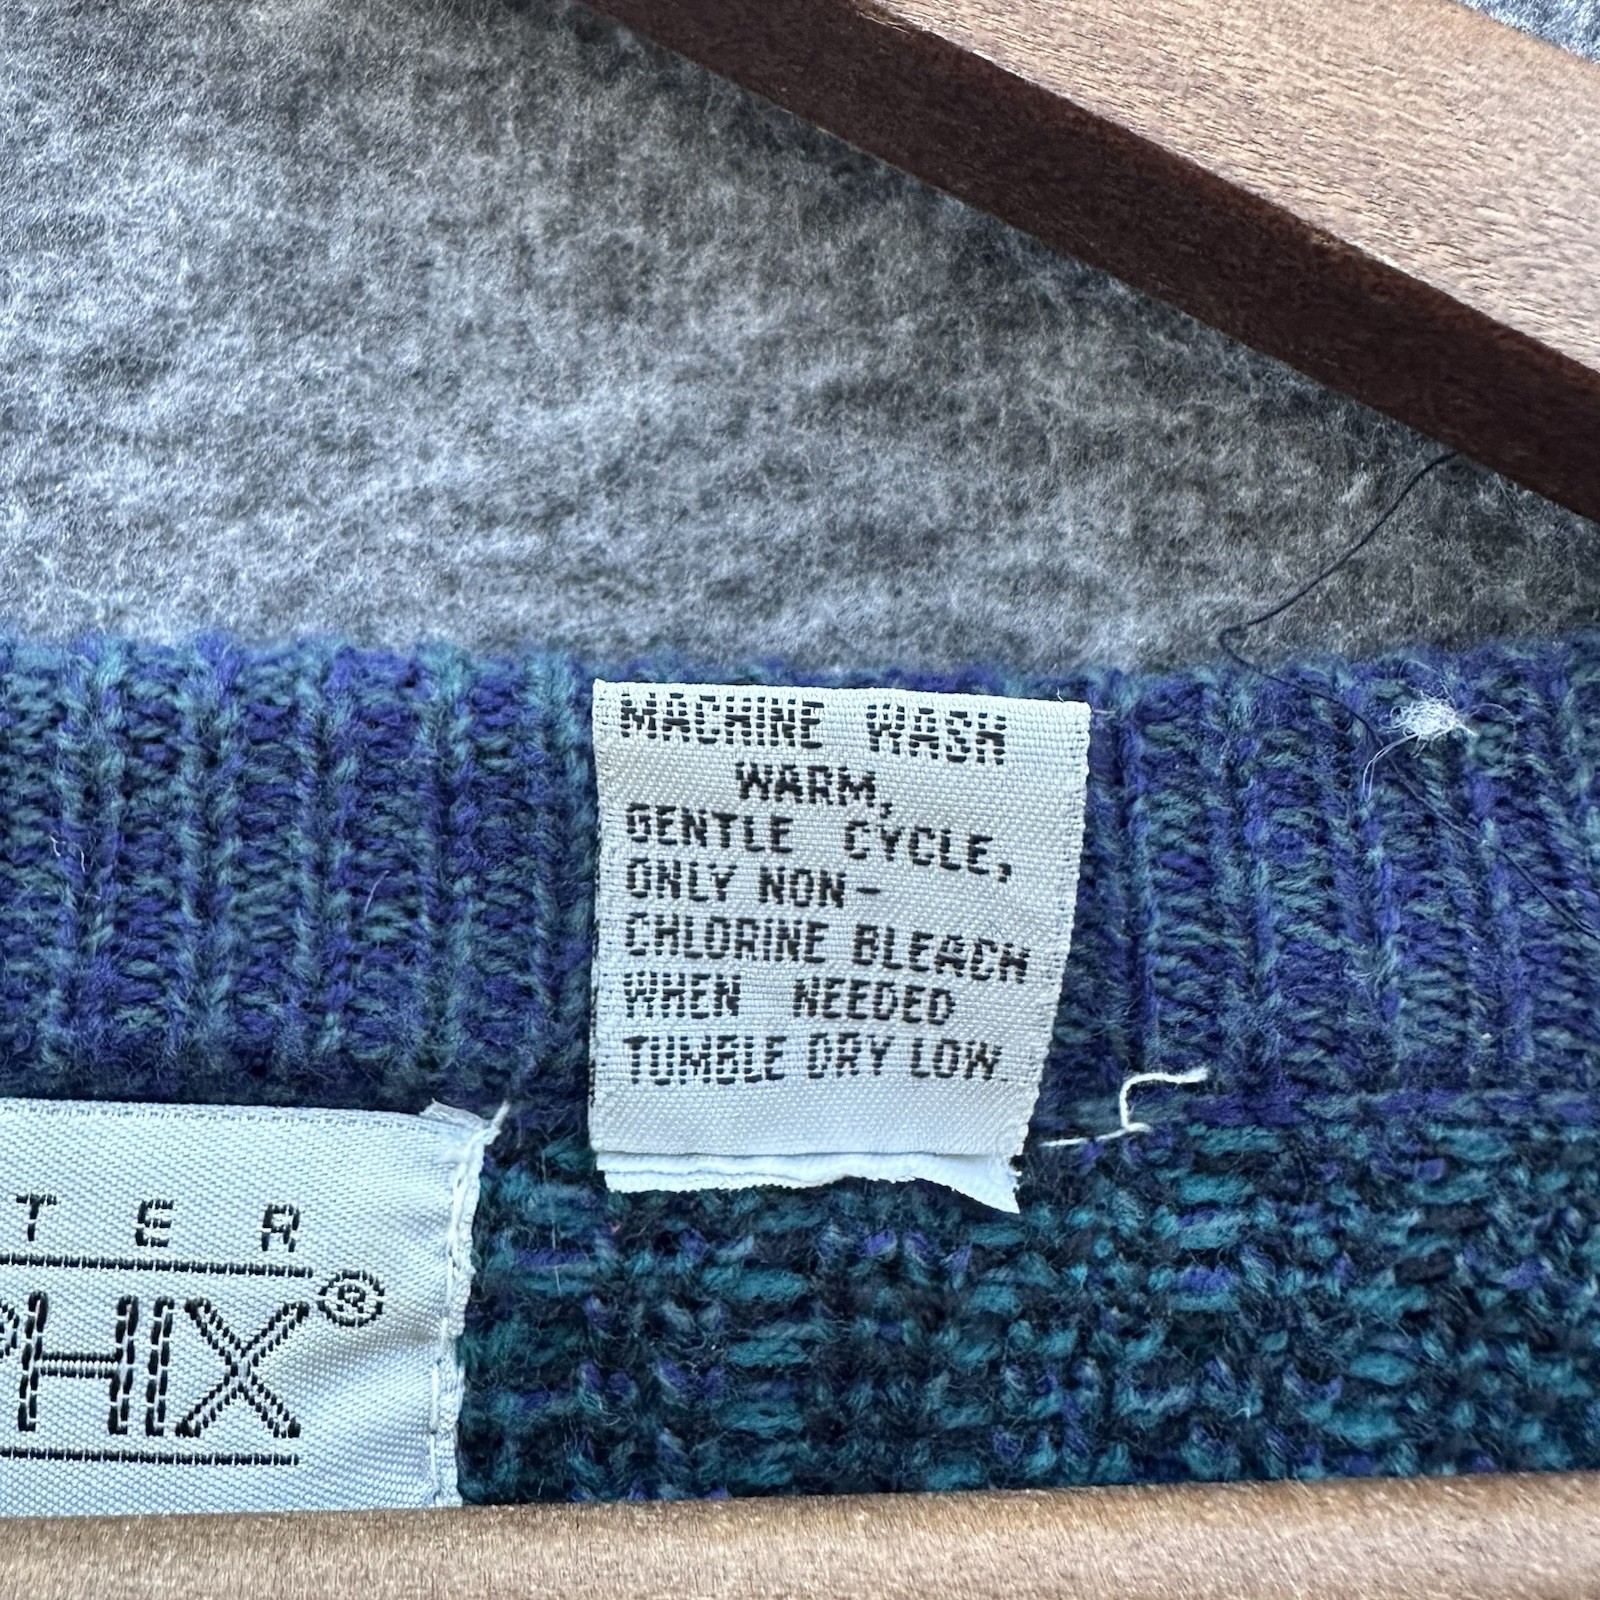 MACHINE WASH
WARM,
GENTLE CYCLE,
ONLY NON-
CHLORINE BLEACH
WHEN NEEDED
TUMBLE DRY LOW.
TER
PHIX®